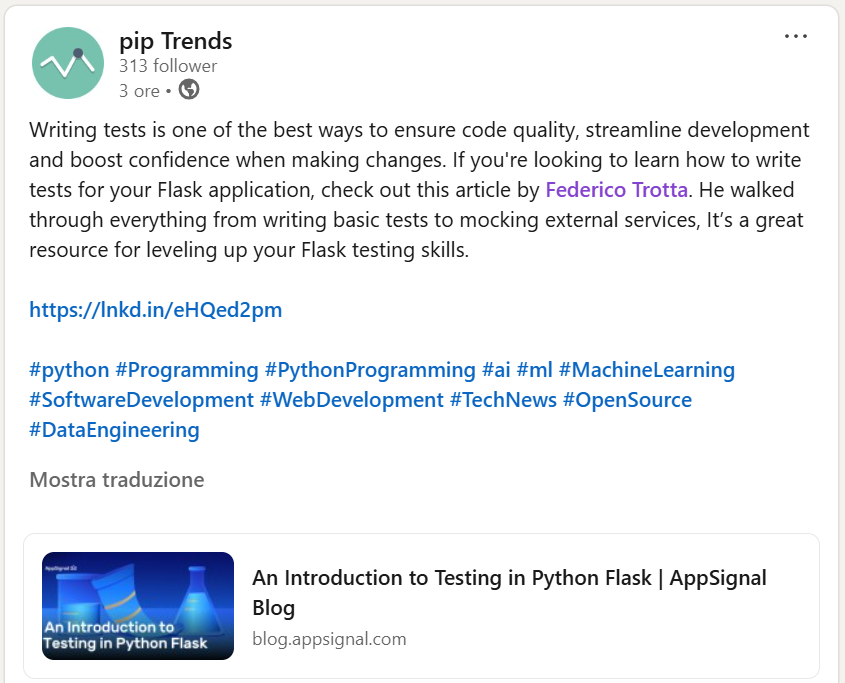 pip Trends
313 follower
3 ore •
Writing tests is one of the best ways to ensure code quality, streamline development
and boost confidence when making changes. If you're looking to learn how to write
tests for your Flask application, check out this article by Federico Trotta. He walked
through everything from writing basic tests to mocking external services, It’s a great
resource for leveling up your Flask testing skills.
https://lnkd.in/eHQed2pm
#python #Programming #PythonProgramming #ai #ml #MachineLearning
#SoftwareDevelopment #WebDevelopment #TechNews #OpenSource
#DataEngineering
Mostra traduzione
AppSignal
An Introduction to
Testing in Python Flask
An Introduction to Testing in Python Flask | AppSignal
Blog
blog.appsignal.com